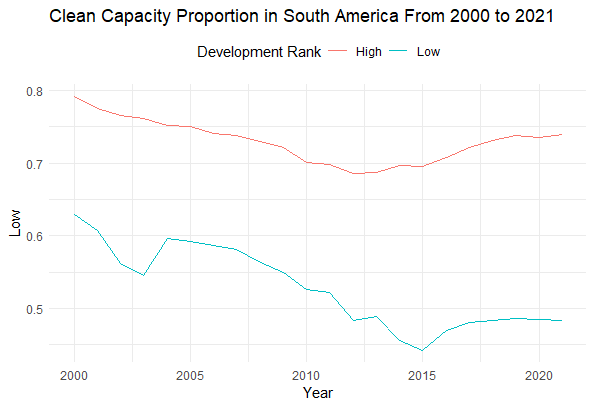 Clean Capacity Proportion in South America From 2000 to 2021
Development Rank High Low
0.8
0.7
0.6
0.5
Low
2000 2005 2010 2015 2020
Year